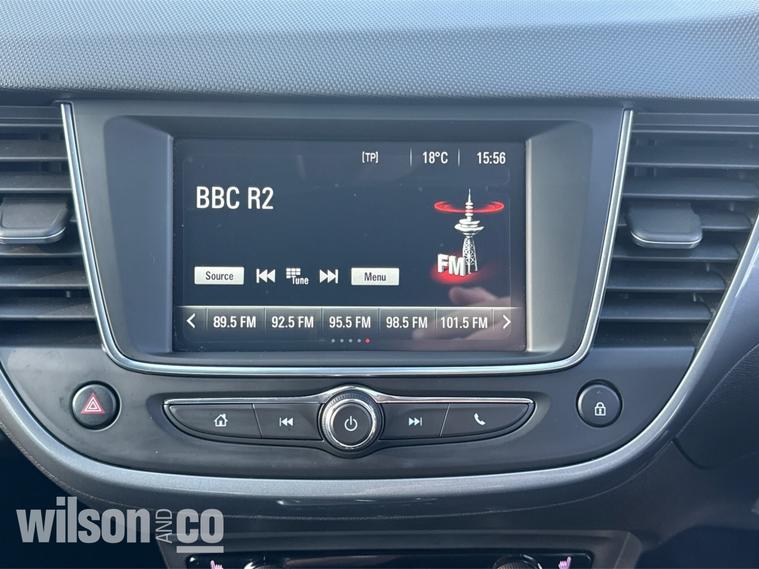 [TP] 18°C 15:56
BBC R2
FM
Source Tune Menu
89.5 FM 92.5 FM 95.5 FM 98.5 FM 101.5 FM
wilson AND co